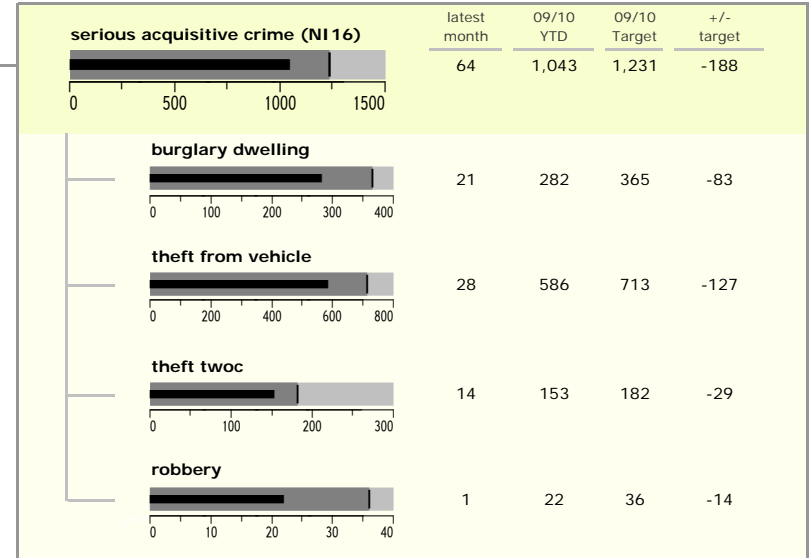 latest 09/10 09/10 +/-
month YTD Target target
serious acquisitive crime (NI16)
64 1,043 1,231 -188
0 500 1000 1500
burglary dwelling
21 282 365 -83
0 100 200 300 400
theft from vehicle
28 586 713 -127
0 200 400 600 800
theft twoc
14 153 182 -29
0 100 200 300
robbery
1 22 36 -14
0 10 20 30 40